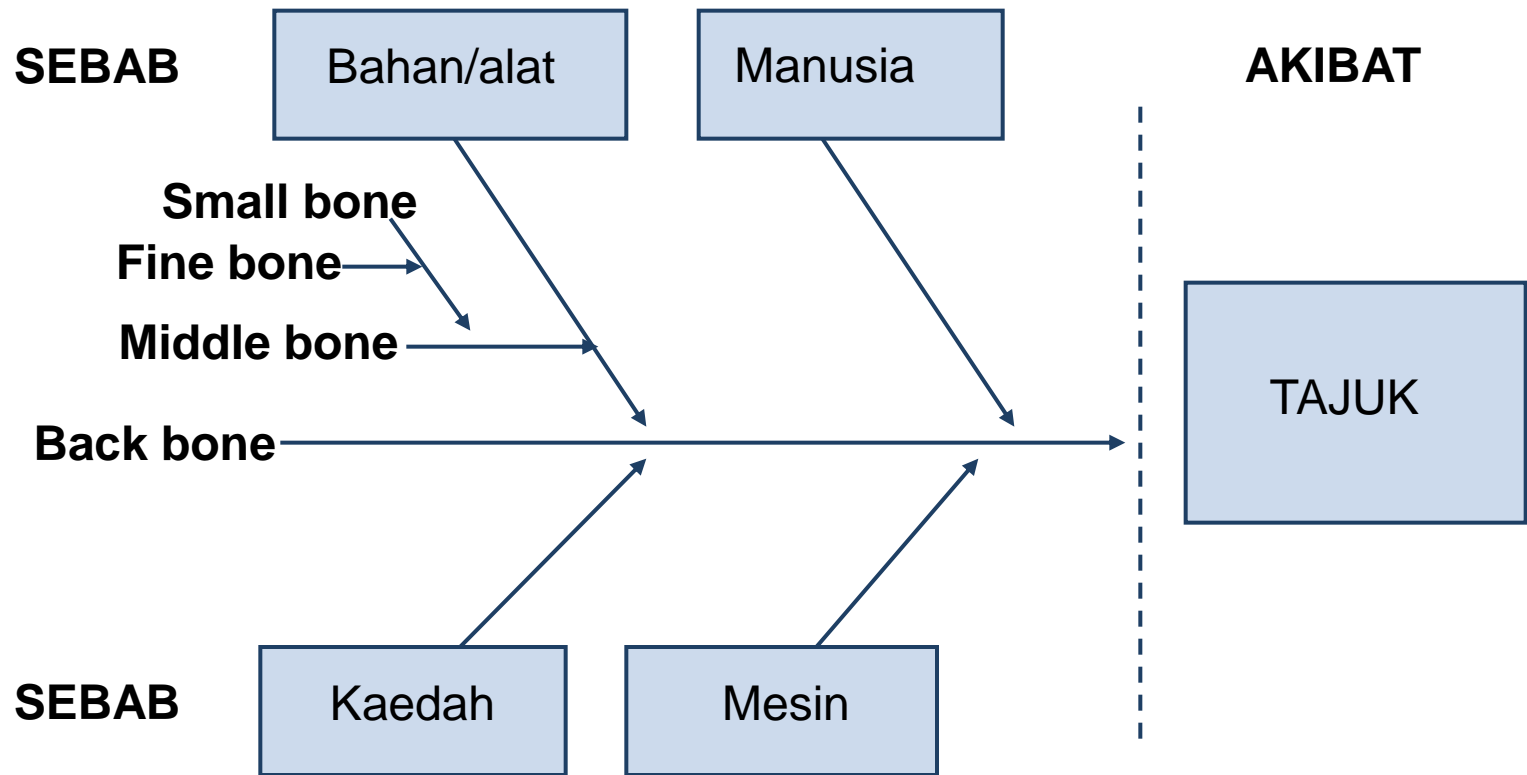 SEBAB
Bahan/alat
Manusia
AKIBAT
Small bone
Fine bone
Middle bone
TAJUK
Back bone
SEBAB
Kaedah
Mesin